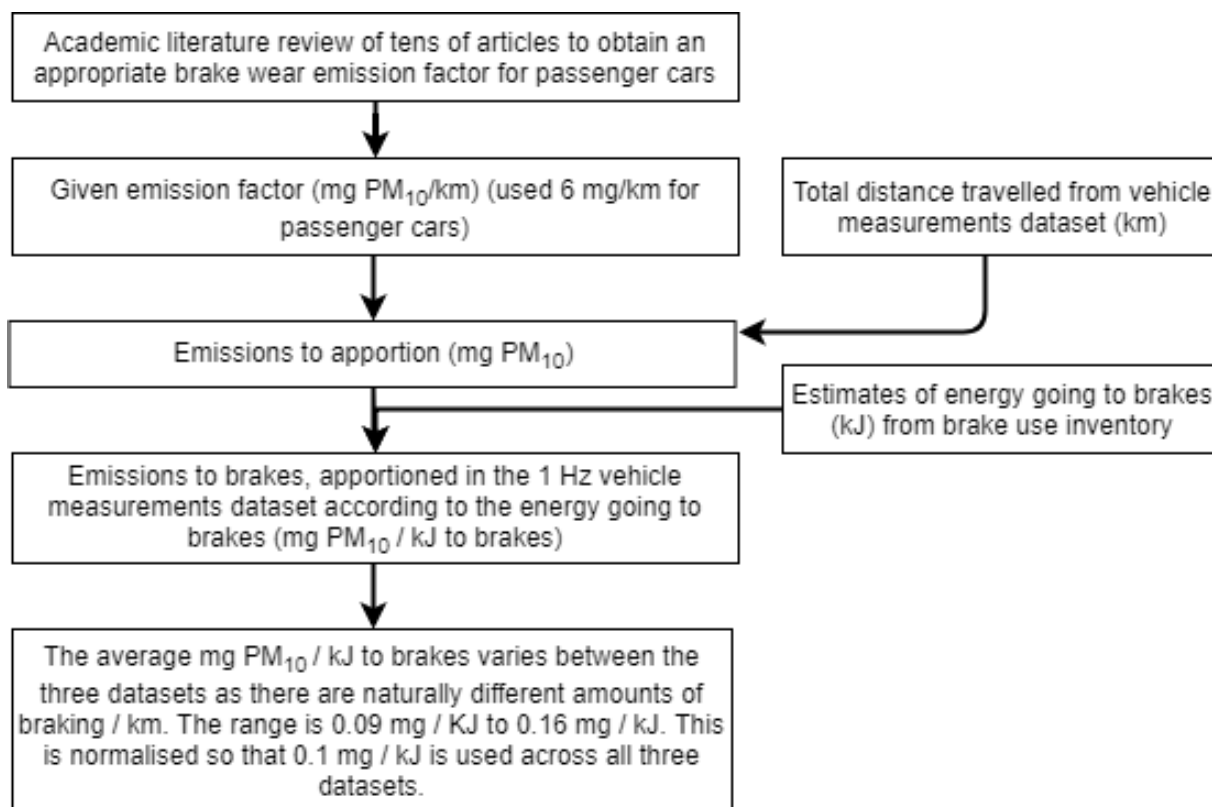 Academic literature review of tens of articles to obtain an
appropriate brake wear emission factor for passenger cars
Given emission factor (mg PM10/km) (used 6 mg/km for
passenger cars)
Total distance travelled from vehicle
measurements dataset (km)
Emissions to apportion (mg PM10)
Estimates of energy going to brakes
(kJ) from brake use inventory
Emissions to brakes, apportioned in the 1 Hz vehicle
measurements dataset according to the energy going to
brakes (mg PM10 / kJ to brakes)
The average mg PM10 / kJ to brakes varies between the
three datasets as there are naturally different amounts of
braking / km. The range is 0.09 mg / KJ to 0.16 mg / kJ. This
is normalised so that 0.1 mg / kJ is used across all three
datasets.